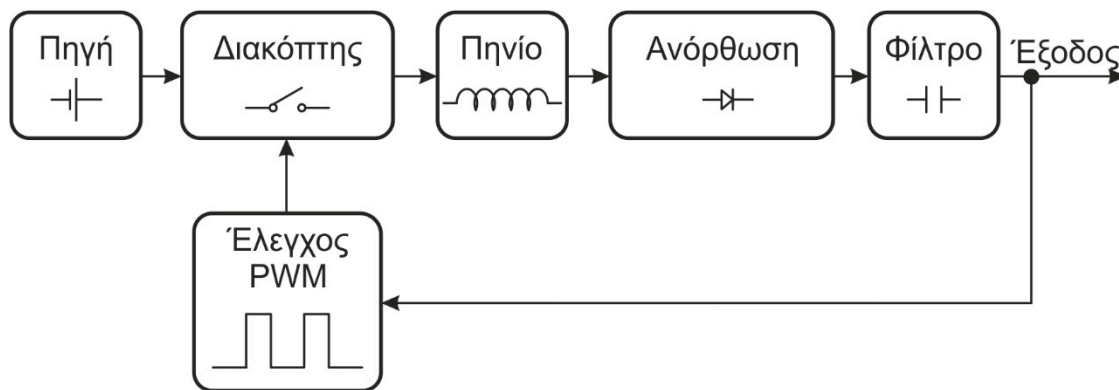 Πηγή
Διακόπτης
Πηνίο
Ανόρθωση
Φίλτρο
Έξοδος
Έλεγχος
PWM